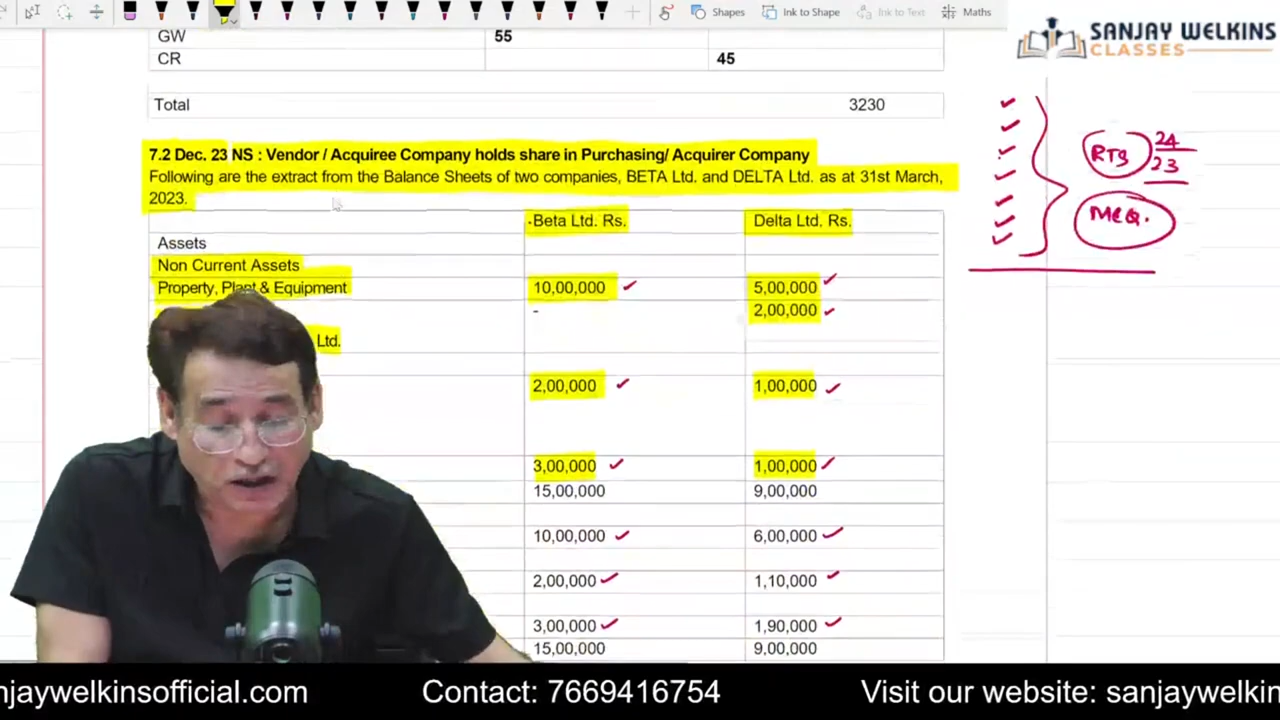 Shapes
Ink to Shape
Ink to Text
Maths
SANJAY WELKINS
CLASSES
GW 55
CR 45
Total 3230
RTS 24
23
MCQ.
7.2 Dec. 23 NS : Vendor / Acquiree Company holds share in Purchasing/ Acquirer Company
Following are the extract from the Balance Sheets of two companies, BETA Ltd. and DELTA Ltd. as at 31st March,
2023.
Beta Ltd. Rs. Delta Ltd. Rs.
Assets
Non Current Assets
Property, Plant & Equipment 10,00,000 5,00,000
- 2,00,000
Ltd.
2,00,000 1,00,000
3,00,000 1,00,000
15,00,000 9,00,000
10,00,000 6,00,000
2,00,000 1,10,000
3,00,000 1,90,000
15,00,000 9,00,000
njaywelkinsofficial.com Contact: 7669416754 Visit our website: sanjaywelkin